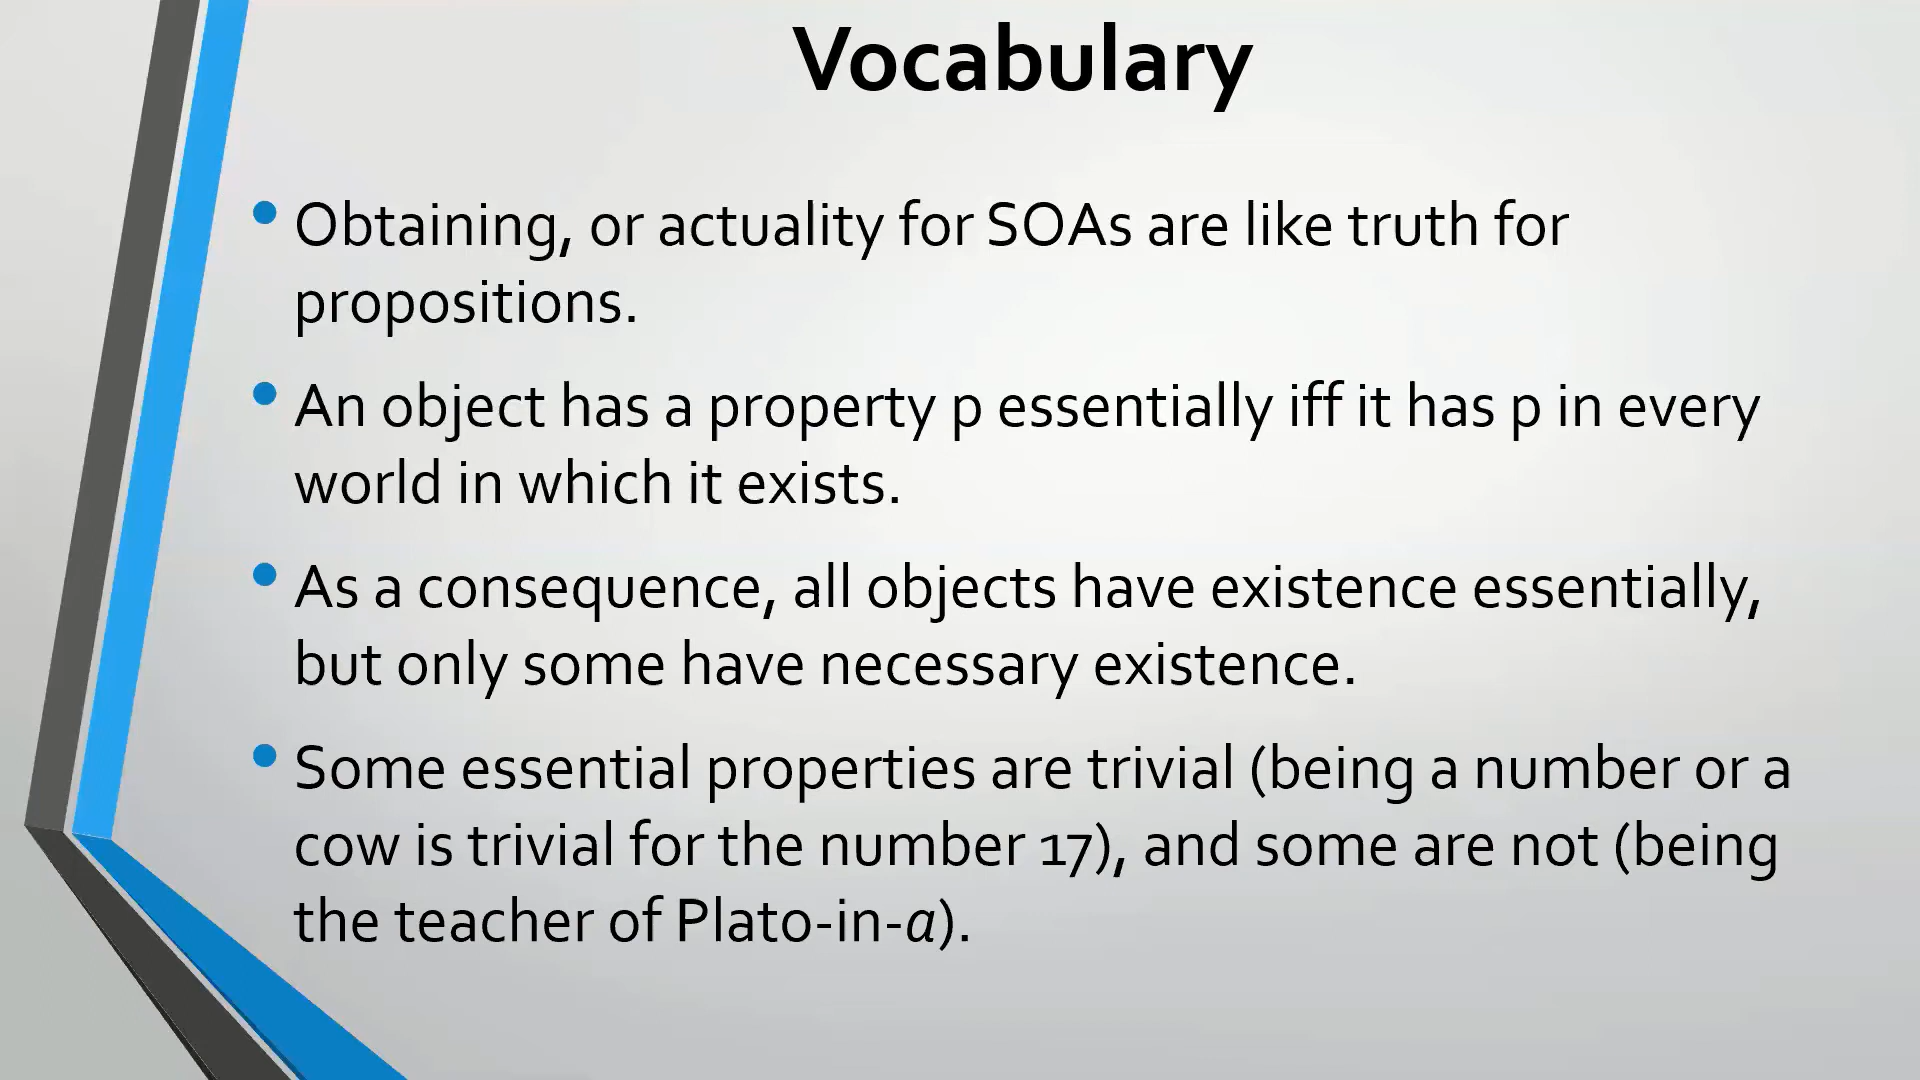 Vocabulary
• Obtaining, or actuality for SOAs are like truth for
propositions.
• An object has a property p essentially iff it has p in every
world in which it exists.
• As a consequence, all objects have existence essentially,
but only some have necessary existence.
• Some essential properties are trivial (being a number or a
cow is trivial for the number 17), and some are not (being
the teacher of Plato-in-α).